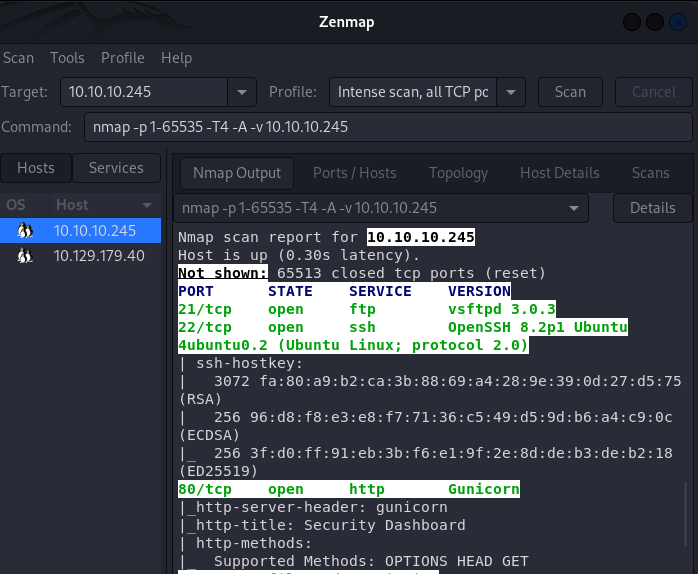 Zenmap
Scan Tools Profile Help
Target: 10.10.10.245 Profile: Intense scan, all TCP pc Scan Cancel
Command: nmap -p 1-65535 -T4 -A -v 10.10.10.245
Hosts Services
Nmap Output Ports / Hosts Topology Host Details Scans
OS Host
nmap -p 1-65535 -T4 -A -v 10.10.10.245 Details
10.10.10.245
10.129.179.40
Nmap scan report for 10.10.10.245
Host is up (0.30s latency).
Not shown: 65513 closed tcp ports (reset)
PORT STATE SERVICE VERSION
21/tcp open ftp vsftpd 3.0.3
22/tcp open ssh OpenSSH 8.2p1 Ubuntu
4ubuntu0.2 (Ubuntu Linux; protocol 2.0)
| ssh-hostkey:
| 3072 fa:80:a9:b2:ca:3b:88:69:a4:28:9e:39:0d:27:d5:75
(RSA)
| 256 96:d8:f8:e3:e8:f7:71:36:c5:49:d5:9d:b6:a4:c9:0c
(ECDSA)
|_ 256 3f:d0:ff:91:eb:3b:f6:e1:9f:2e:8d:de:b3:de:b2:18
(ED25519)
80/tcp open http Gunicorn
|_http-server-header: gunicorn
|_http-title: Security Dashboard
| http-methods:
|_ Supported Methods: OPTIONS HEAD GET